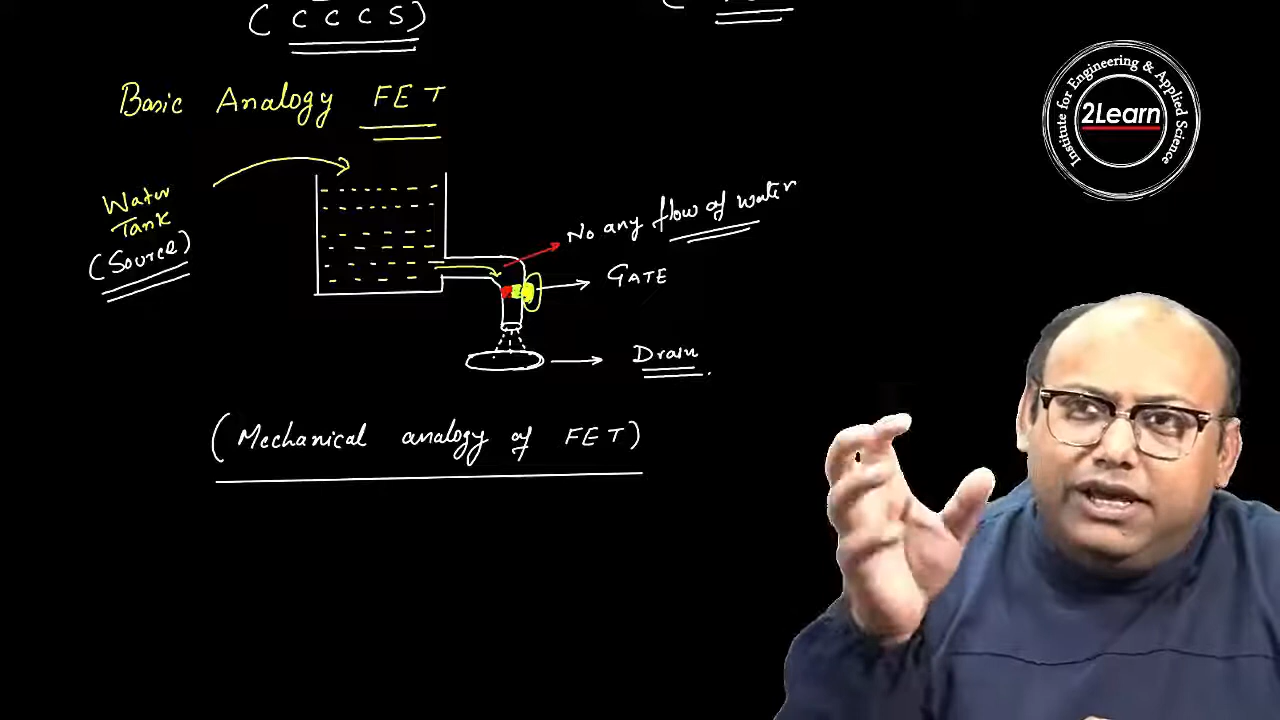 ( C C C S )
Basic Analogy FET
Water
Tank
(Source)
No any flow of water
GATE
Drain
(Mechanical analogy of FET)
Institute for Engineering & Applied Science
2Learn